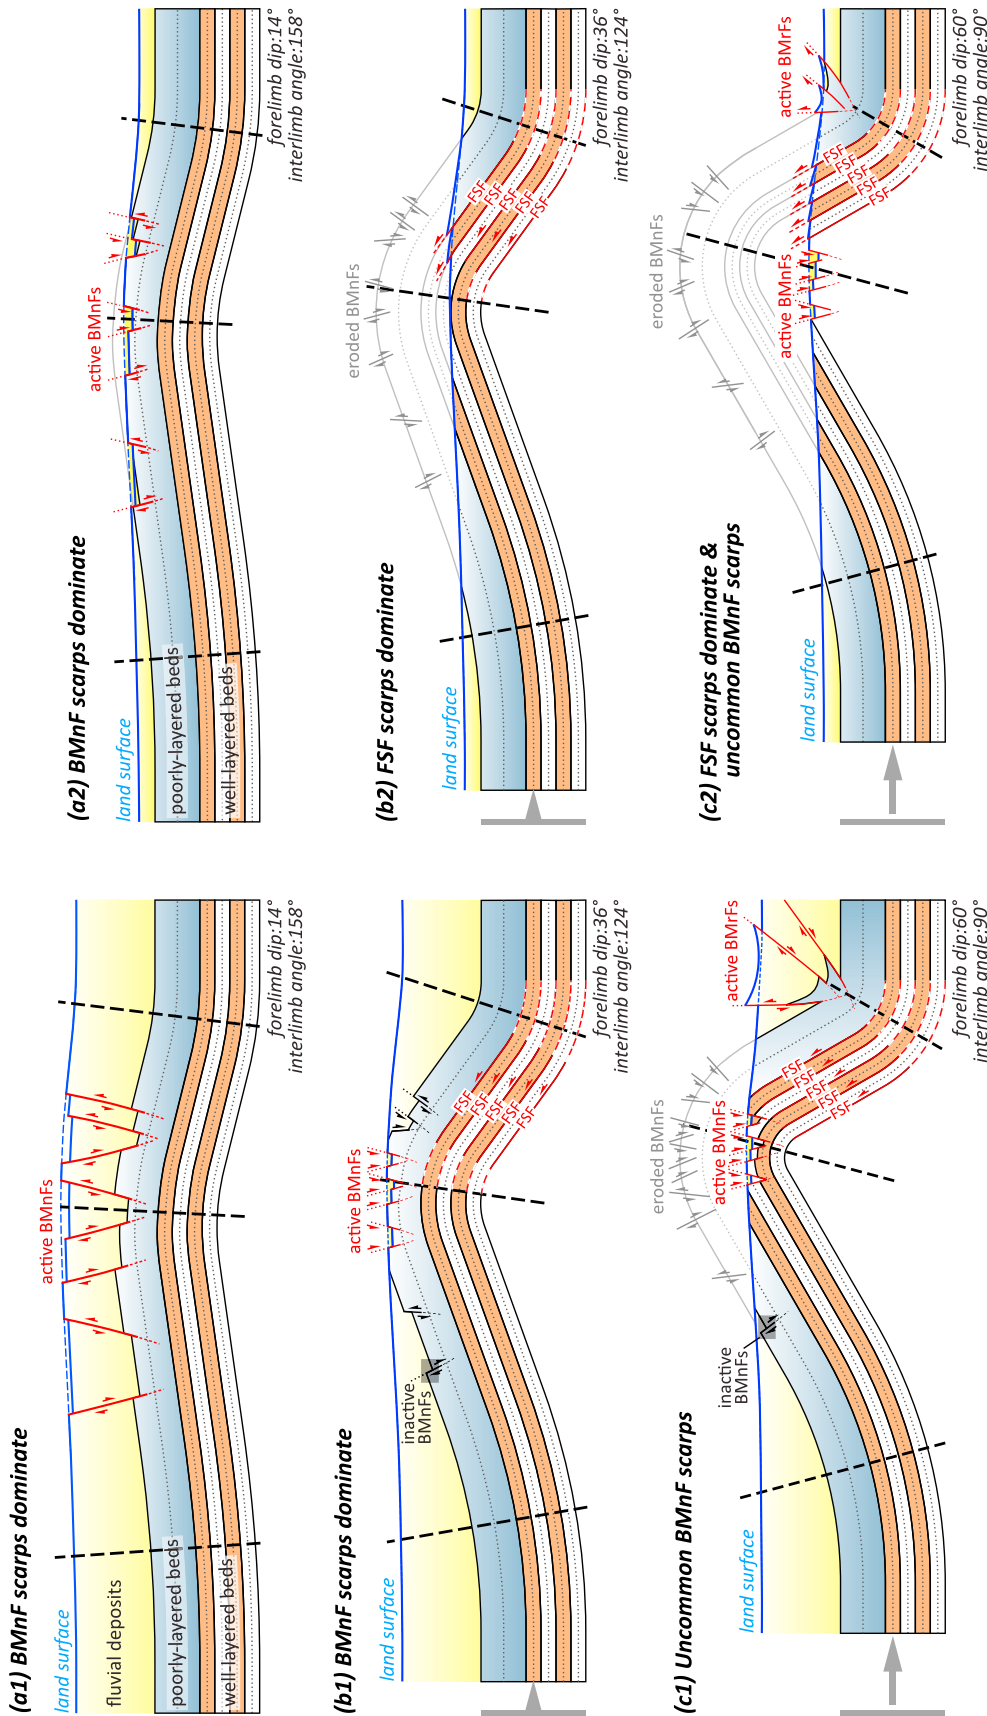 (a1) BMnF scarps dominate
land surface
active BMnFs
fluvial deposits
poorly-layered beds
well-layered beds
forelimb dip:14°
interlimb angle:158°
(a2) BMnF scarps dominate
land surface
active BMnFs
poorly-layered beds
well-layered beds
forelimb dip:14°
interlimb angle:158°
(b1) BMnF scarps dominate
land surface
active BMnFs
inactive
BMnFs
FSF
FSF
FSF
FSF
FSF
forelimb dip:36°
interlimb angle:124°
(b2) FSF scarps dominate
land surface
eroded BMnFs
FSF
FSF
FSF
FSF
FSF
forelimb dip:36°
interlimb angle:124°
(c1) Uncommon BMnF scarps
land surface
eroded BMnFs
active BMnFs
active BMrFs
inactive
BMnFs
FSF
FSF
FSF
FSF
FSF
forelimb dip:60°
interlimb angle:90°
(c2) FSF scarps dominate &
uncommon BMnF scarps
land surface
eroded BMnFs
active BMnFs
active BMrFs
FSF
FSF
FSF
FSF
FSF
forelimb dip:60°
interlimb angle:90°